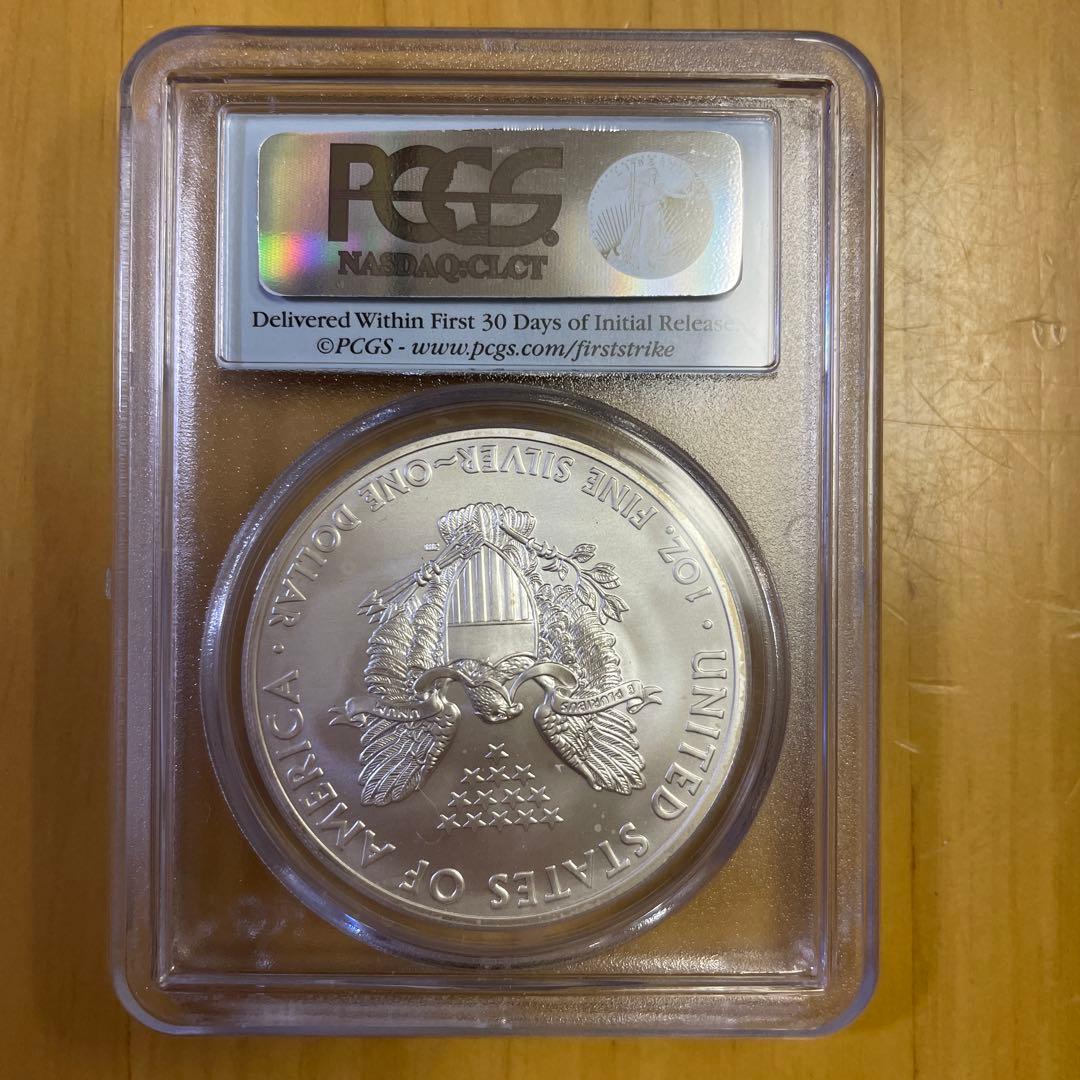 PCGS
NASDAQ:CLCT
Delivered Within First 30 Days of Initial Release
©PCGS - www.pcgs.com/firststrike
UNITED STATES OF AMERICA
· 1 OZ. FINE SILVER~ONE DOLLAR ·
E PLURIBUS
UNUM